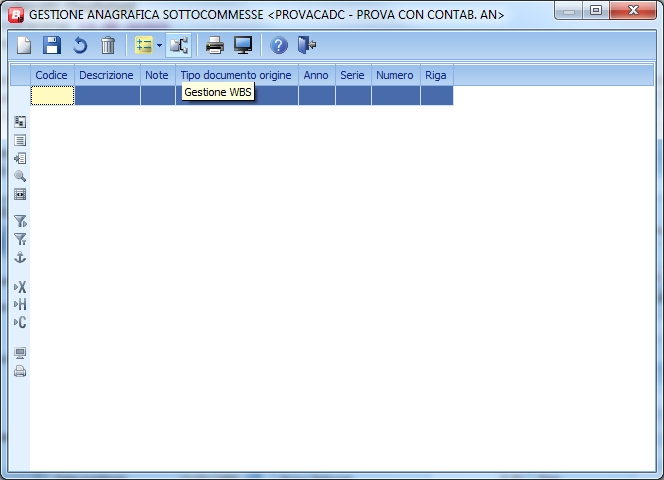 GESTIONE ANAGRAFICA SOTTOCOMMESSE <PROVACADC - PROVA CON CONTAB. AN>
Codice Descrizione Note Tipo documento origine Anno Serie Numero Riga
Gestione WBS
X
H
C